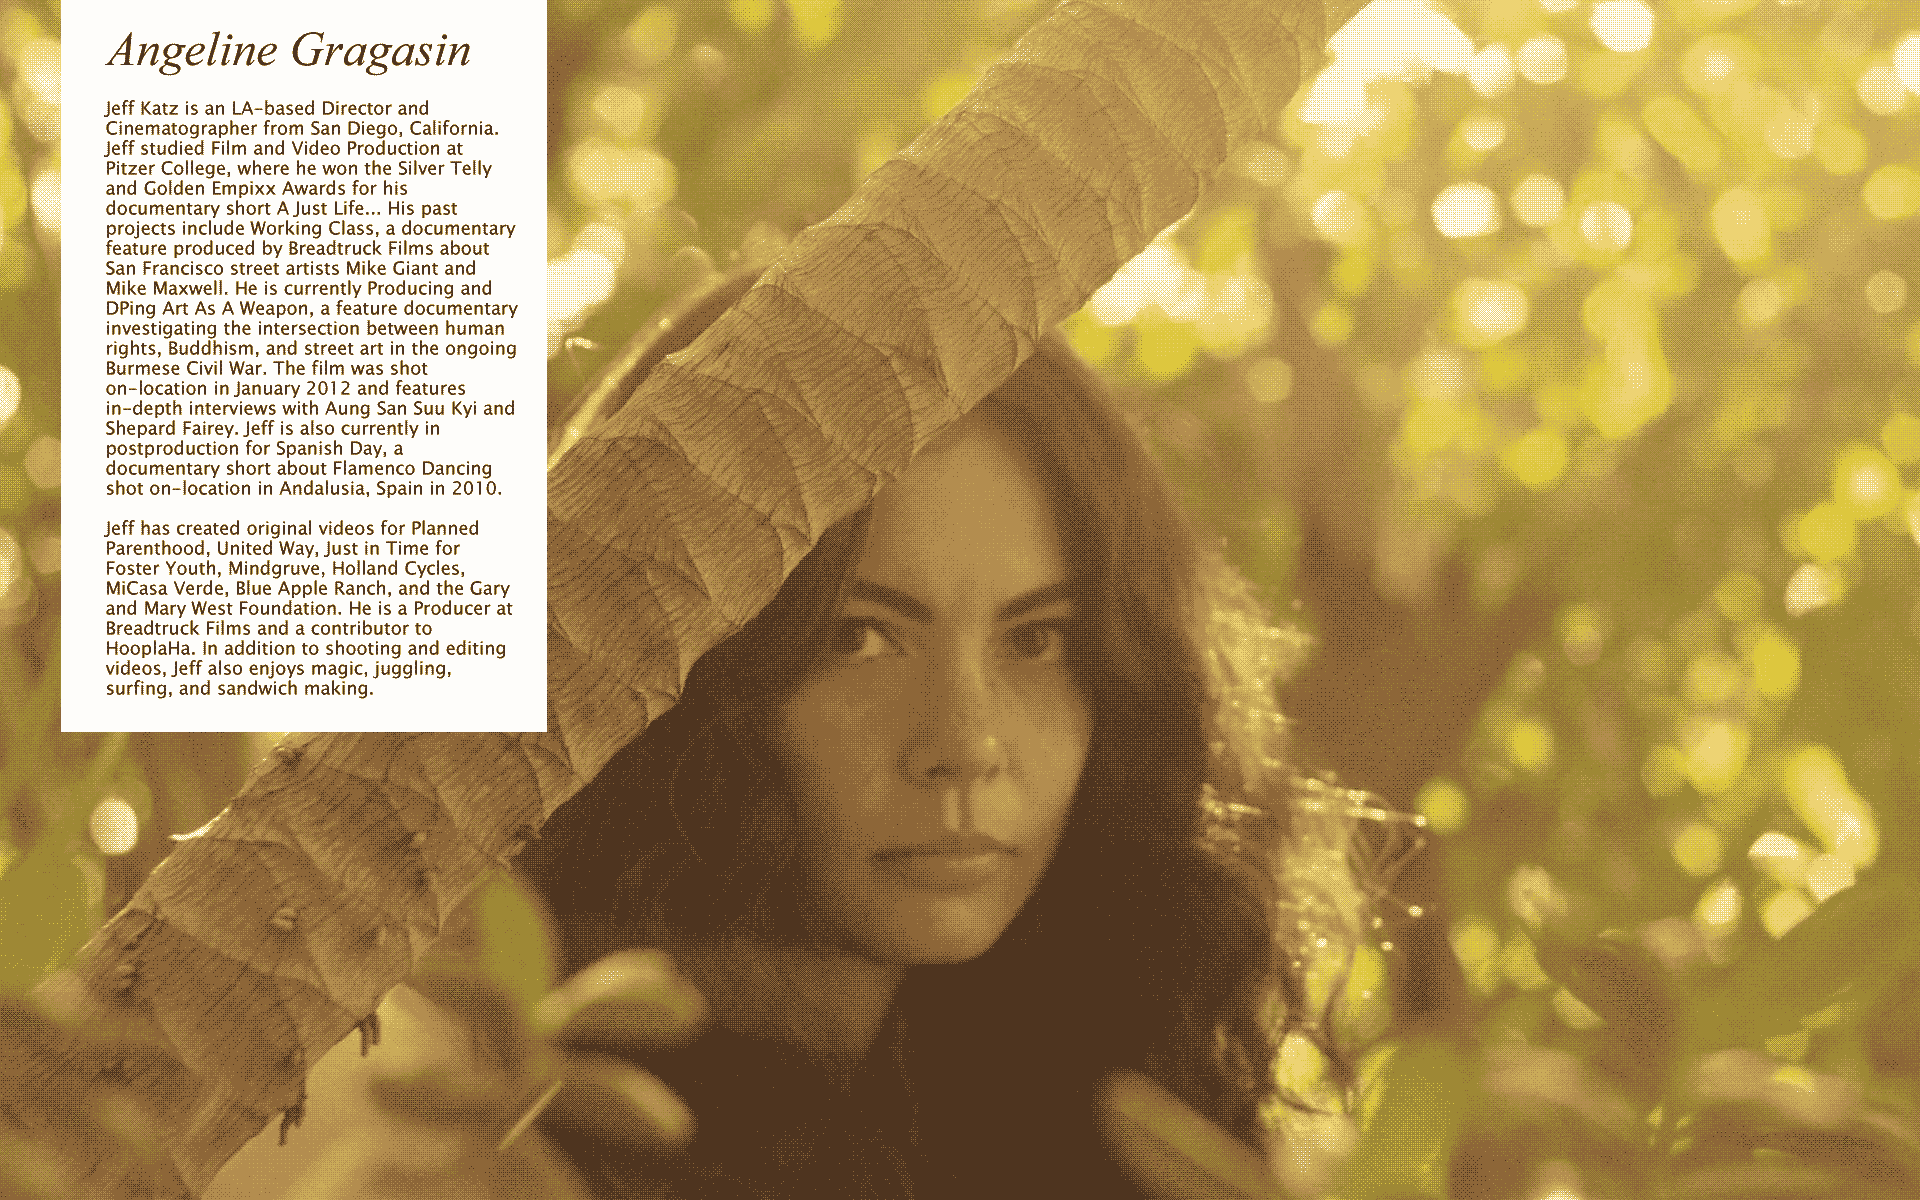 Angeline Gragasin
Jeff Katz is an LA-based Director and
Cinematographer from San Diego, California.
Jeff studied Film and Video Production at
Pitzer College, where he won the Silver Telly
and Golden Empixx Awards for his
documentary short A Just Life... His past
projects include Working Class, a documentary
feature produced by Breadtruck Films about
San Francisco street artists Mike Giant and
Mike Maxwell. He is currently Producing and
DPing Art As A Weapon, a feature documentary
investigating the intersection between human
rights, Buddhism, and street art in the ongoing
Burmese Civil War. The film was shot
on-location in January 2012 and features
in-depth interviews with Aung San Suu Kyi and
Shepard Fairey. Jeff is also currently in
postproduction for Spanish Day, a
documentary short about Flamenco Dancing
shot on-location in Andalusia, Spain in 2010.
Jeff has created original videos for Planned
Parenthood, United Way, Just in Time for
Foster Youth, Mindgruve, Holland Cycles,
MiCasa Verde, Blue Apple Ranch, and the Gary
and Mary West Foundation. He is a Producer at
Breadtruck Films and a contributor to
HooplaHa. In addition to shooting and editing
videos, Jeff also enjoys magic, juggling,
surfing, and sandwich making.